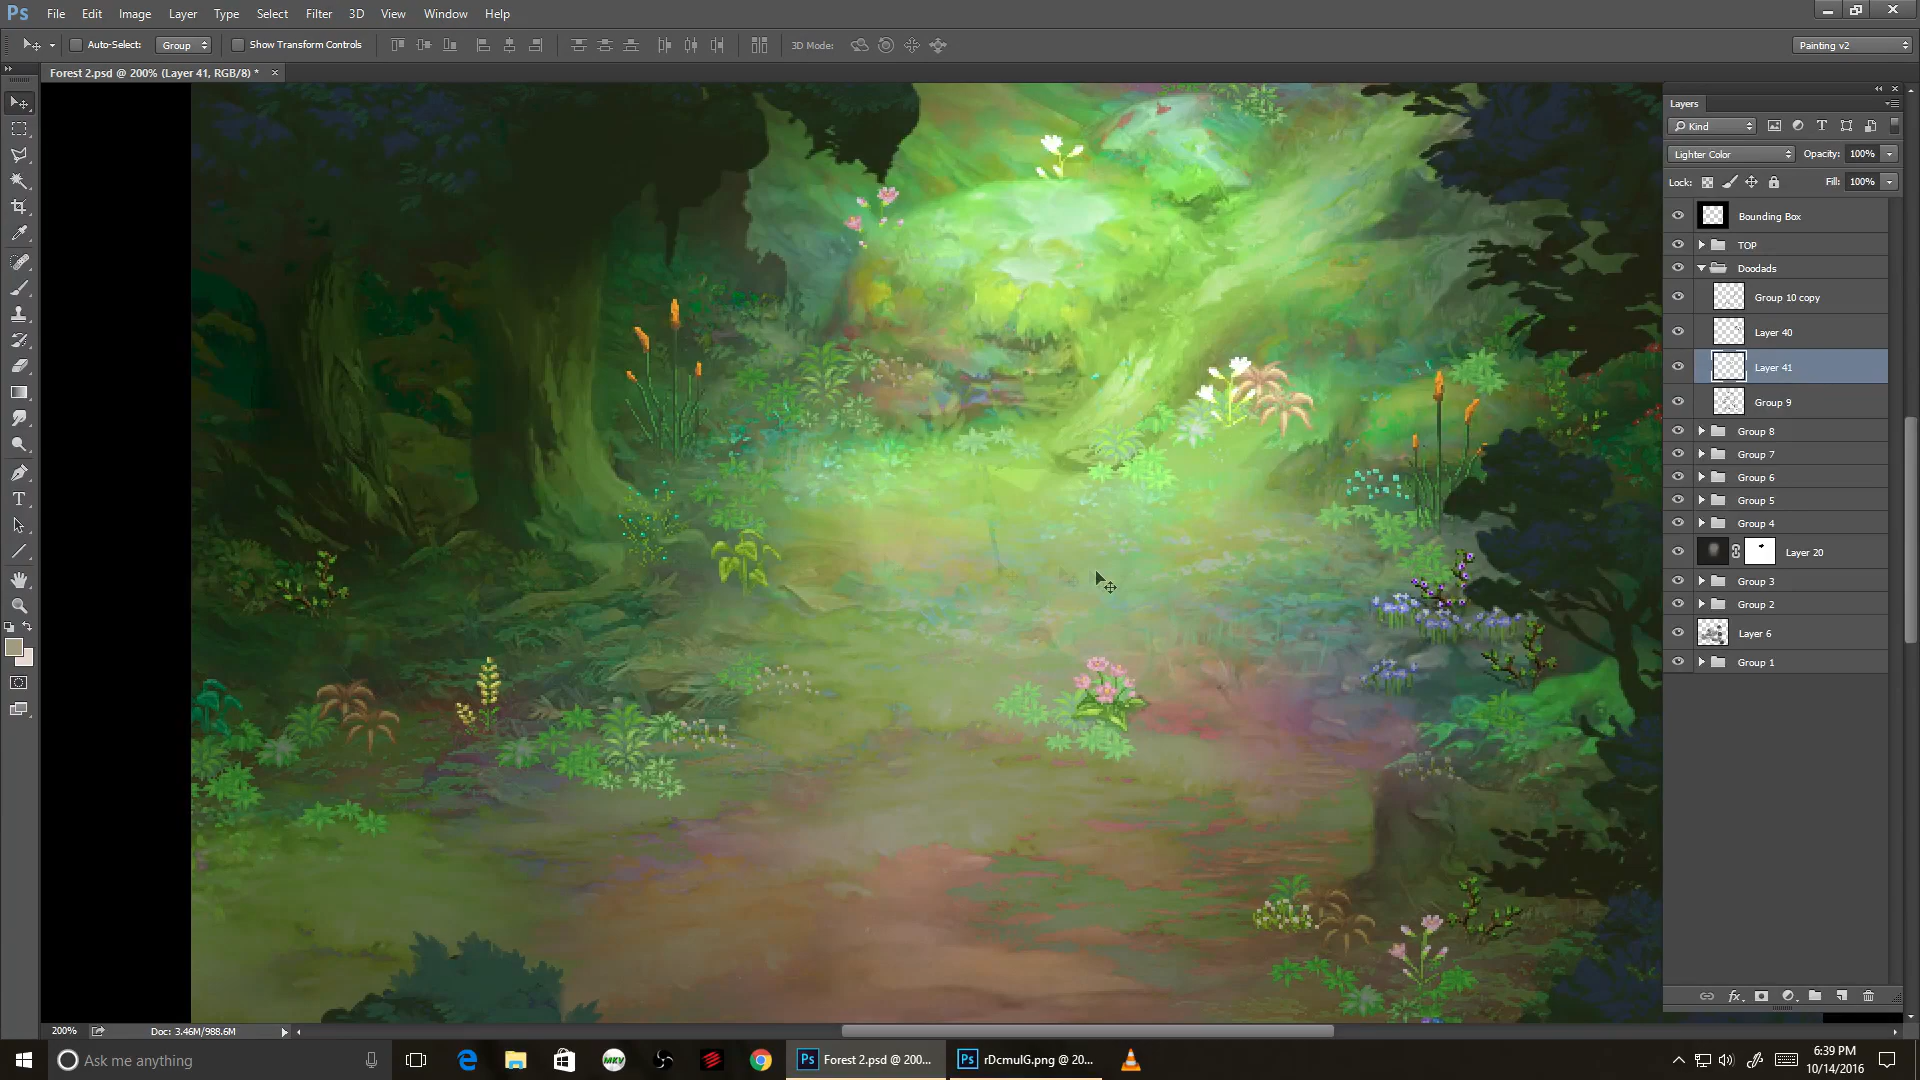 Ps File Edit Image Layer Type Select Filter 3D View Window Help
Auto-Select: Group Show Transform Controls 3D Mode: Painting v2
Forest 2.psd @ 200% (Layer 41, RGB/8) *
Layers
Kind
Lighter Color Opacity: 100%
Lock: Fill: 100%
Bounding Box
TOP
Doodads
Group 10 copy
Layer 40
Layer 41
Group 9
Group 8
Group 7
Group 6
Group 5
Group 4
Layer 20
Group 3
Group 2
Layer 6
Group 1
200% Doc: 3.46M/988.6M
Ask me anything
MKV
Ps Forest 2.psd @ 200...
Ps rDcmulG.png @ 20...
6:39 PM
10/14/2016